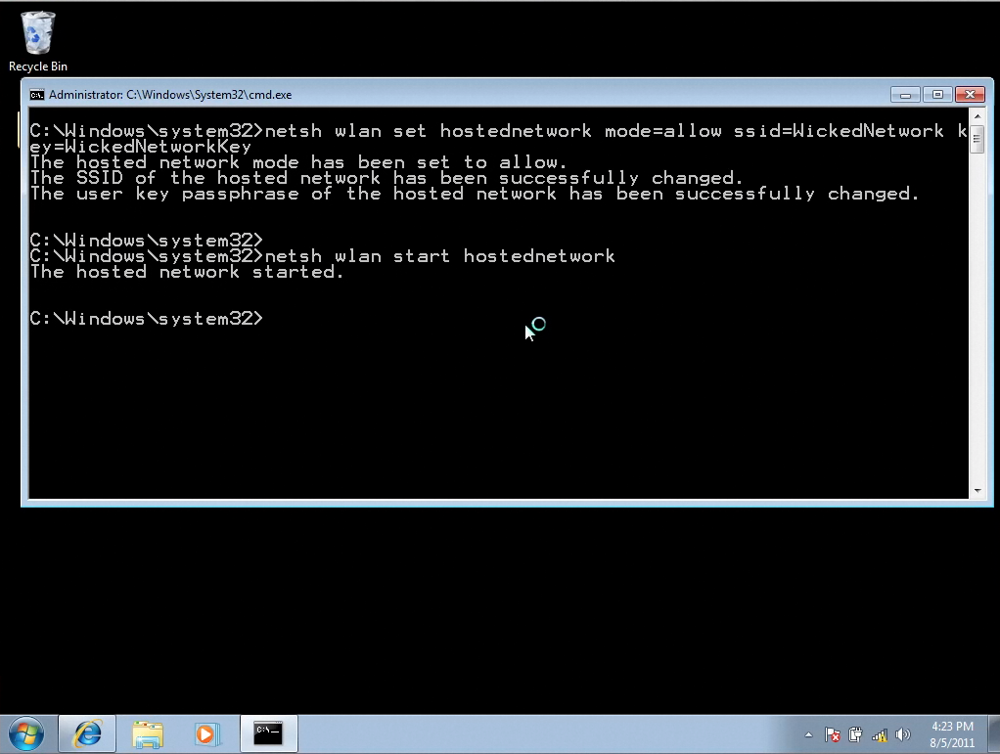 Recycle Bin
Administrator: C:\Windows\System32\cmd.exe
C:\Windows\system32>netsh wlan set hostednetwork mode=allow ssid=WickedNetwork k
ey=WickedNetworkKey
The hosted network mode has been set to allow.
The SSID of the hosted network has been successfully changed.
The user key passphrase of the hosted network has been successfully changed.
C:\Windows\system32>
C:\Windows\system32>netsh wlan start hostednetwork
The hosted network started.
C:\Windows\system32>
4:23 PM
8/5/2011